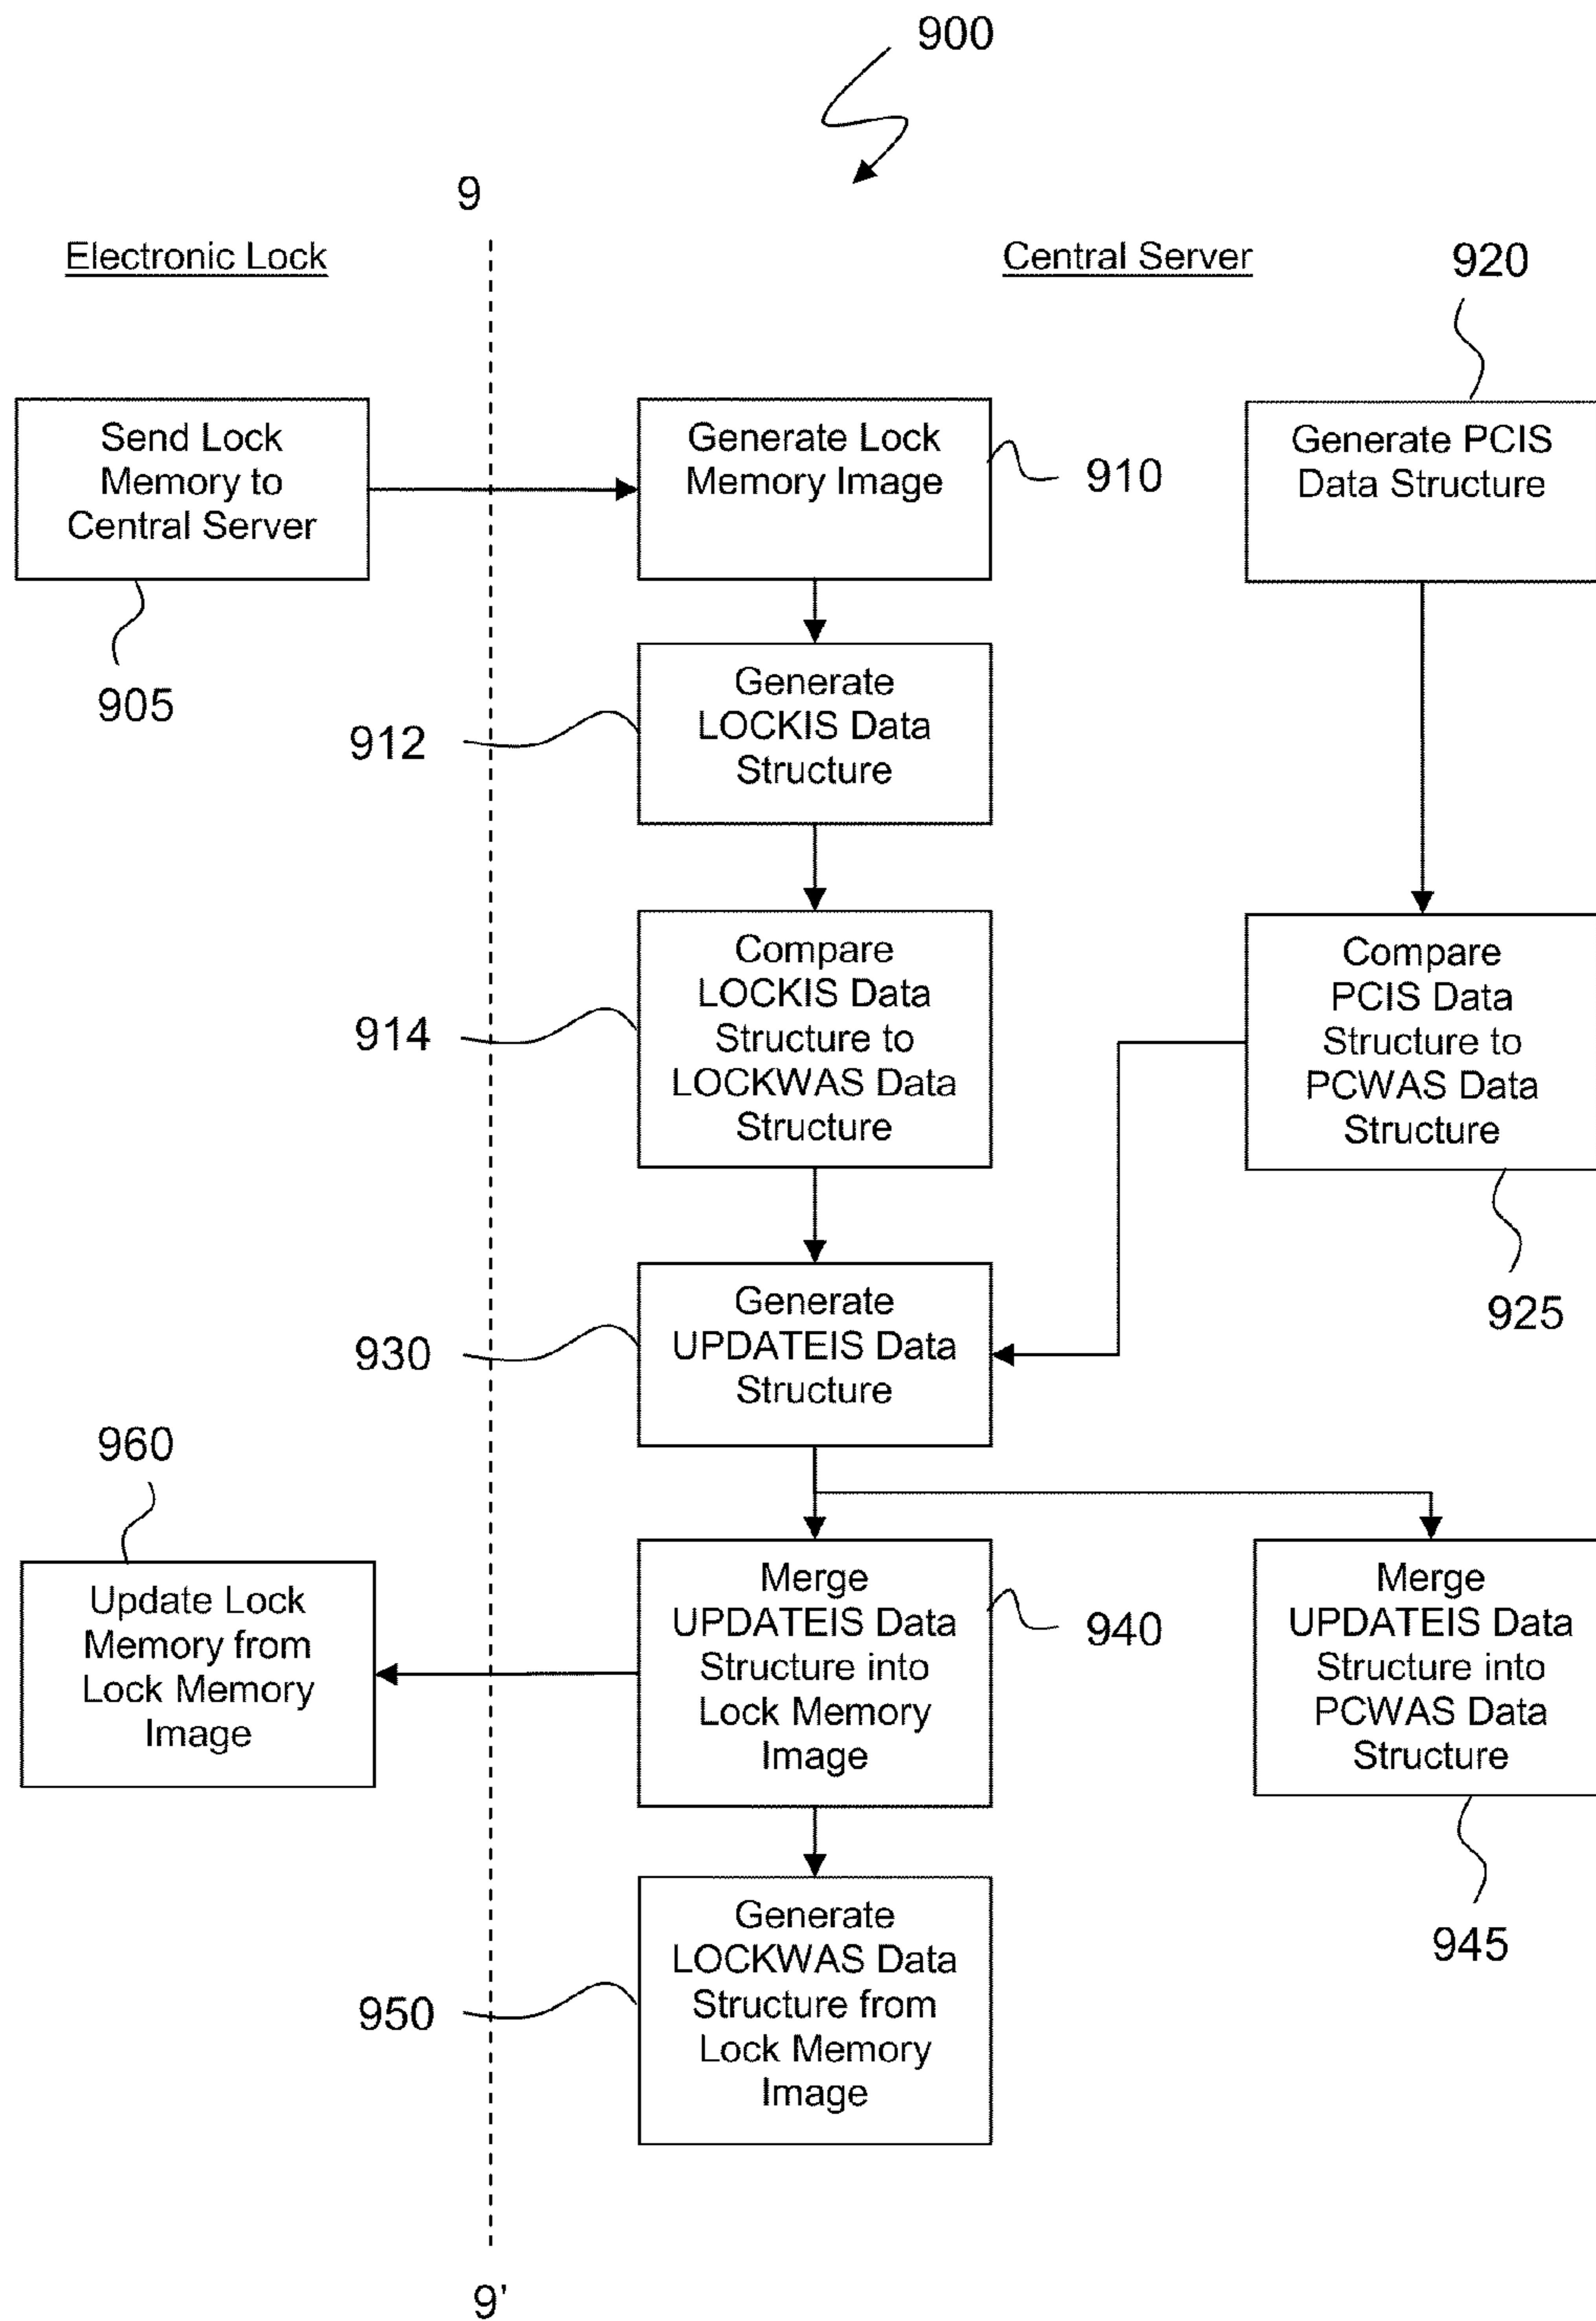 900
9
Electronic Lock
Central Server
920
Send Lock
Memory to
Central Server
905
Generate Lock
Memory Image
910
Generate PCIS
Data Structure
Generate
LOCKIS Data
Structure
912
Compare
LOCKIS Data
Structure to
LOCKWAS Data
Structure
914
Compare
PCIS Data
Structure to
PCWAS Data
Structure
925
Generate
UPDATEIS Data
Structure
930
960
Update Lock
Memory from
Lock Memory
Image
Merge
UPDATEIS Data
Structure into
Lock Memory
Image
940
Merge
UPDATEIS Data
Structure into
PCWAS Data
Structure
945
Generate
LOCKWAS Data
Structure from
Lock Memory
Image
950
9'